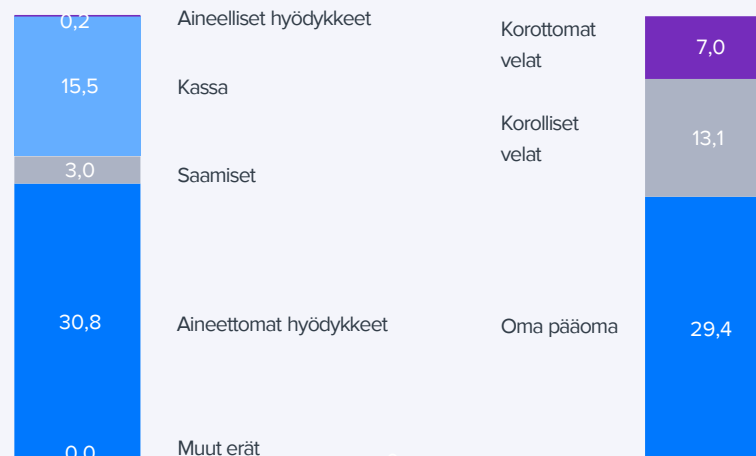 0,2
Aineelliset hyödykkeet
15,5
Kassa
3,0
Saamiset
30,8
Aineettomat hyödykkeet
0,0
Muut erät
Korottomat
velat
7,0
Korolliset
velat
13,1
Oma pääoma
29,4